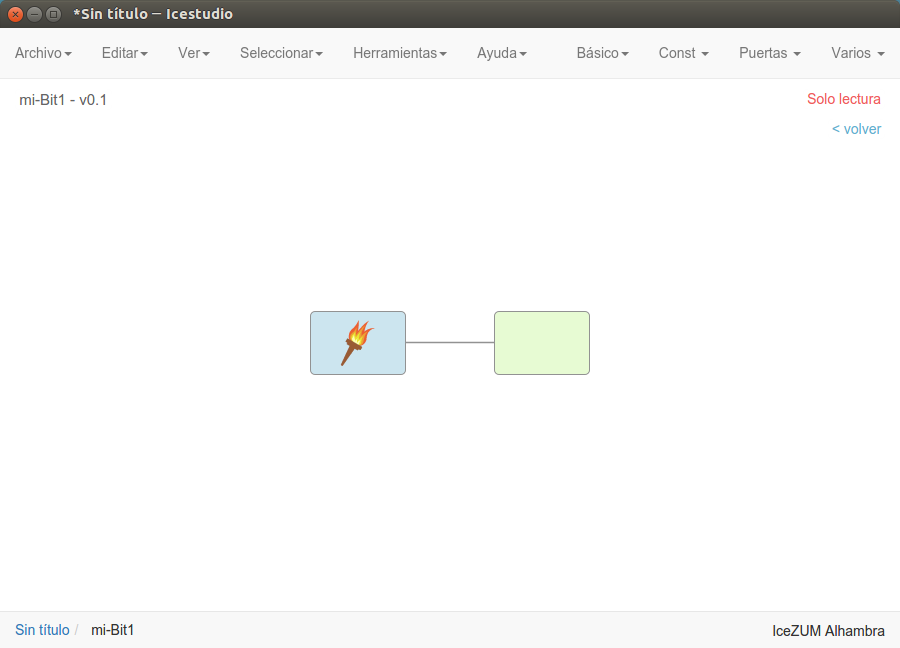 *Sin título — Icestudio
Archivo Editar Ver Seleccionar Herramientas Ayuda Básico Const Puertas Varios
mi-Bit1 - v0.1 Solo lectura
< volver
Sin título / mi-Bit1 IceZUM Alhambra